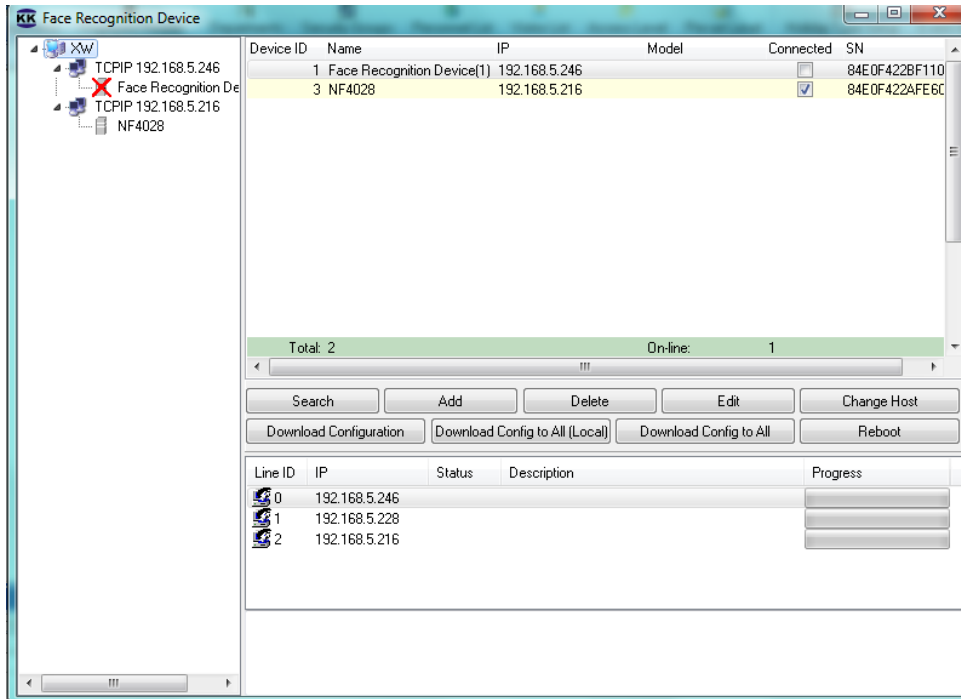 KK Face Recognition Device
XW
TCPIP 192.168.5.246
Face Recognition De
TCPIP 192.168.5.216
NF4028
Device ID Name IP Model Connected SN
1 Face Recognition Device(1) 192.168.5.246 84E0F422BF110
3 NF4028 192.168.5.216 84E0F422AFE6C
Total: 2 On-line: 1
Search Add Delete Edit Change Host
Download Configuration Download Config to All (Local) Download Config to All Reboot
Line ID IP Status Description Progress
0 192.168.5.246
1 192.168.5.228
2 192.168.5.216